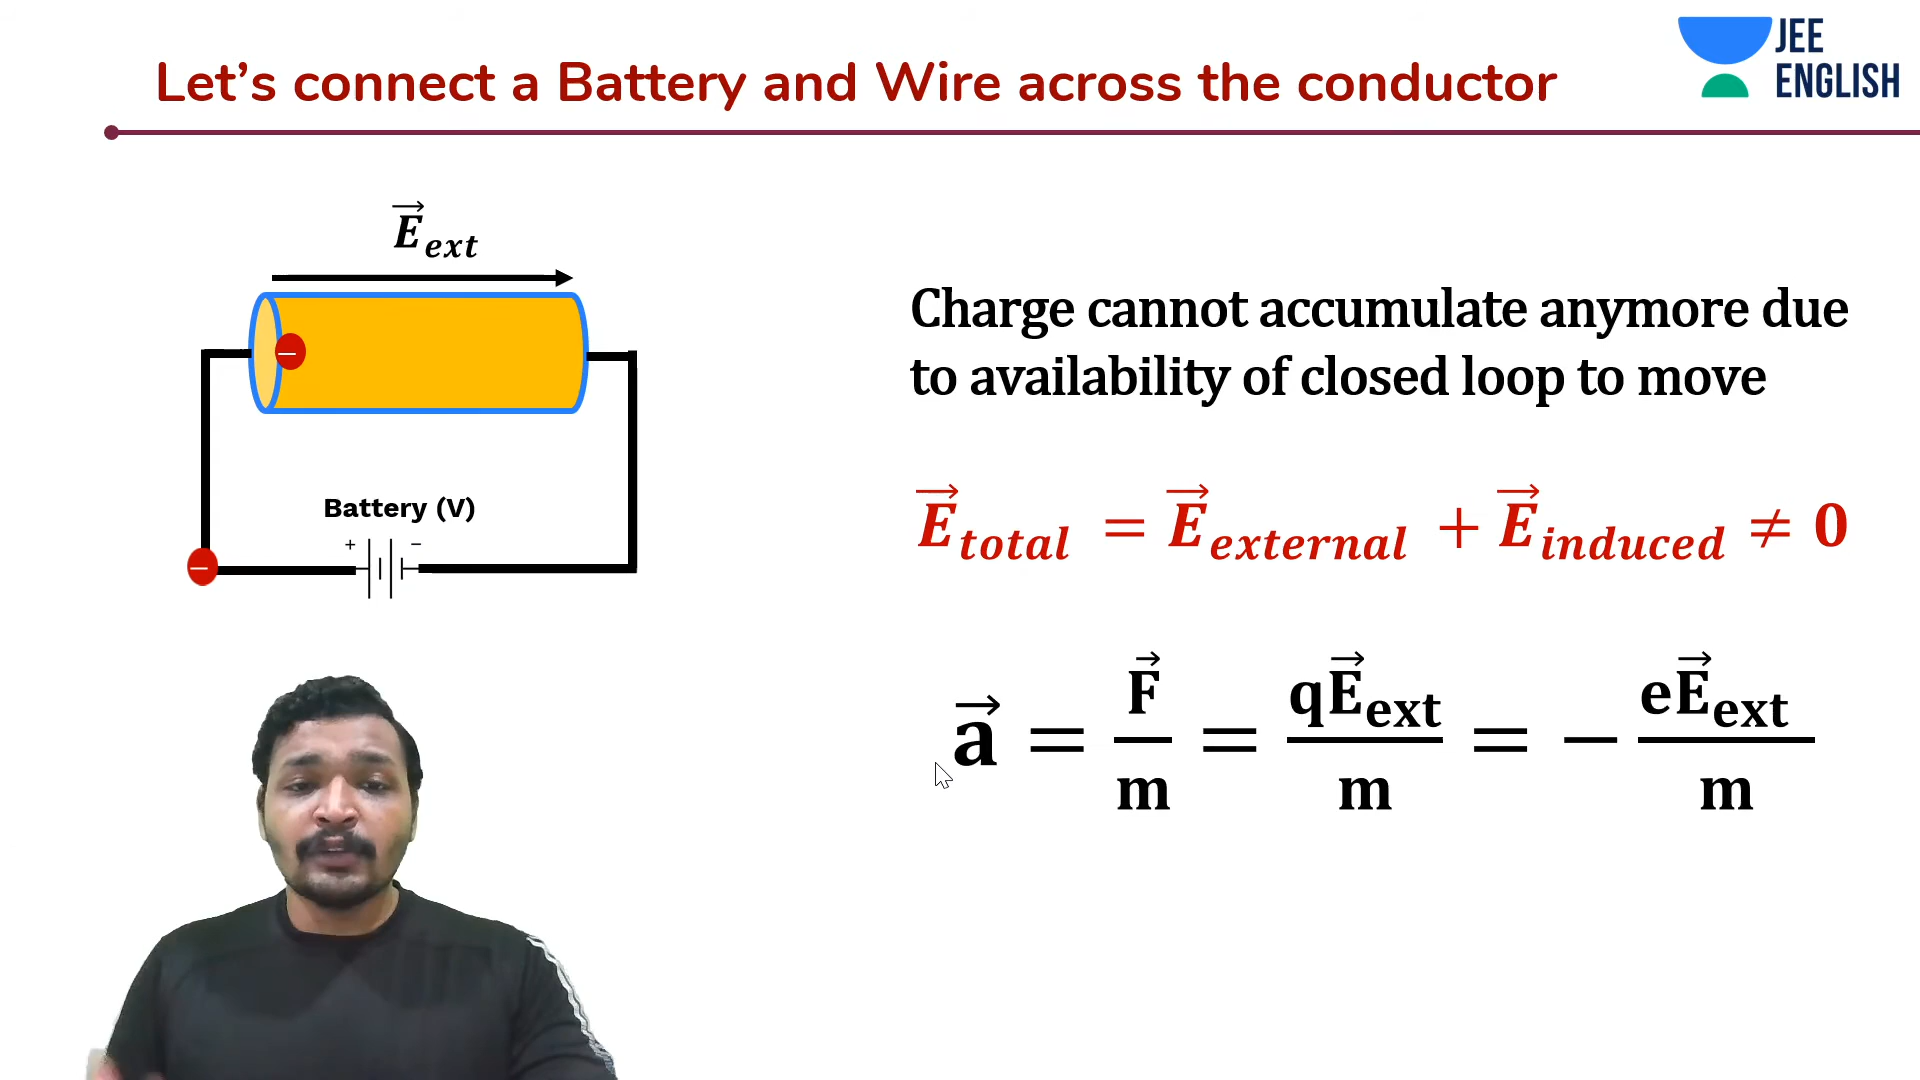 Let’s connect a Battery and Wire across the conductor
JEE
ENGLISH
E⃗ext
Charge cannot accumulate anymore due
to availability of closed loop to move
−
Battery (V)
+ −
−
E⃗total = E⃗external + E⃗induced ≠ 0
a⃗ = F⃗/m = qE⃗ext/m = − eE⃗ext/m